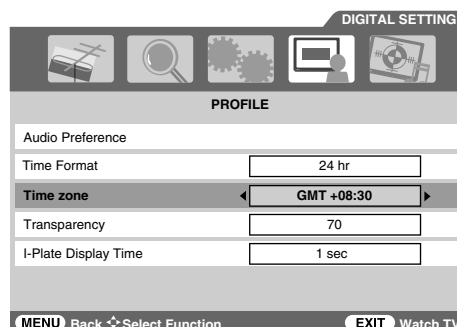 DIGITAL SETTING
PROFILE
Audio Preference
Time Format 24 hr
Time zone GMT +08:30
Transparency 70
I-Plate Display Time 1 sec
MENU Back Select Function EXIT Watch TV